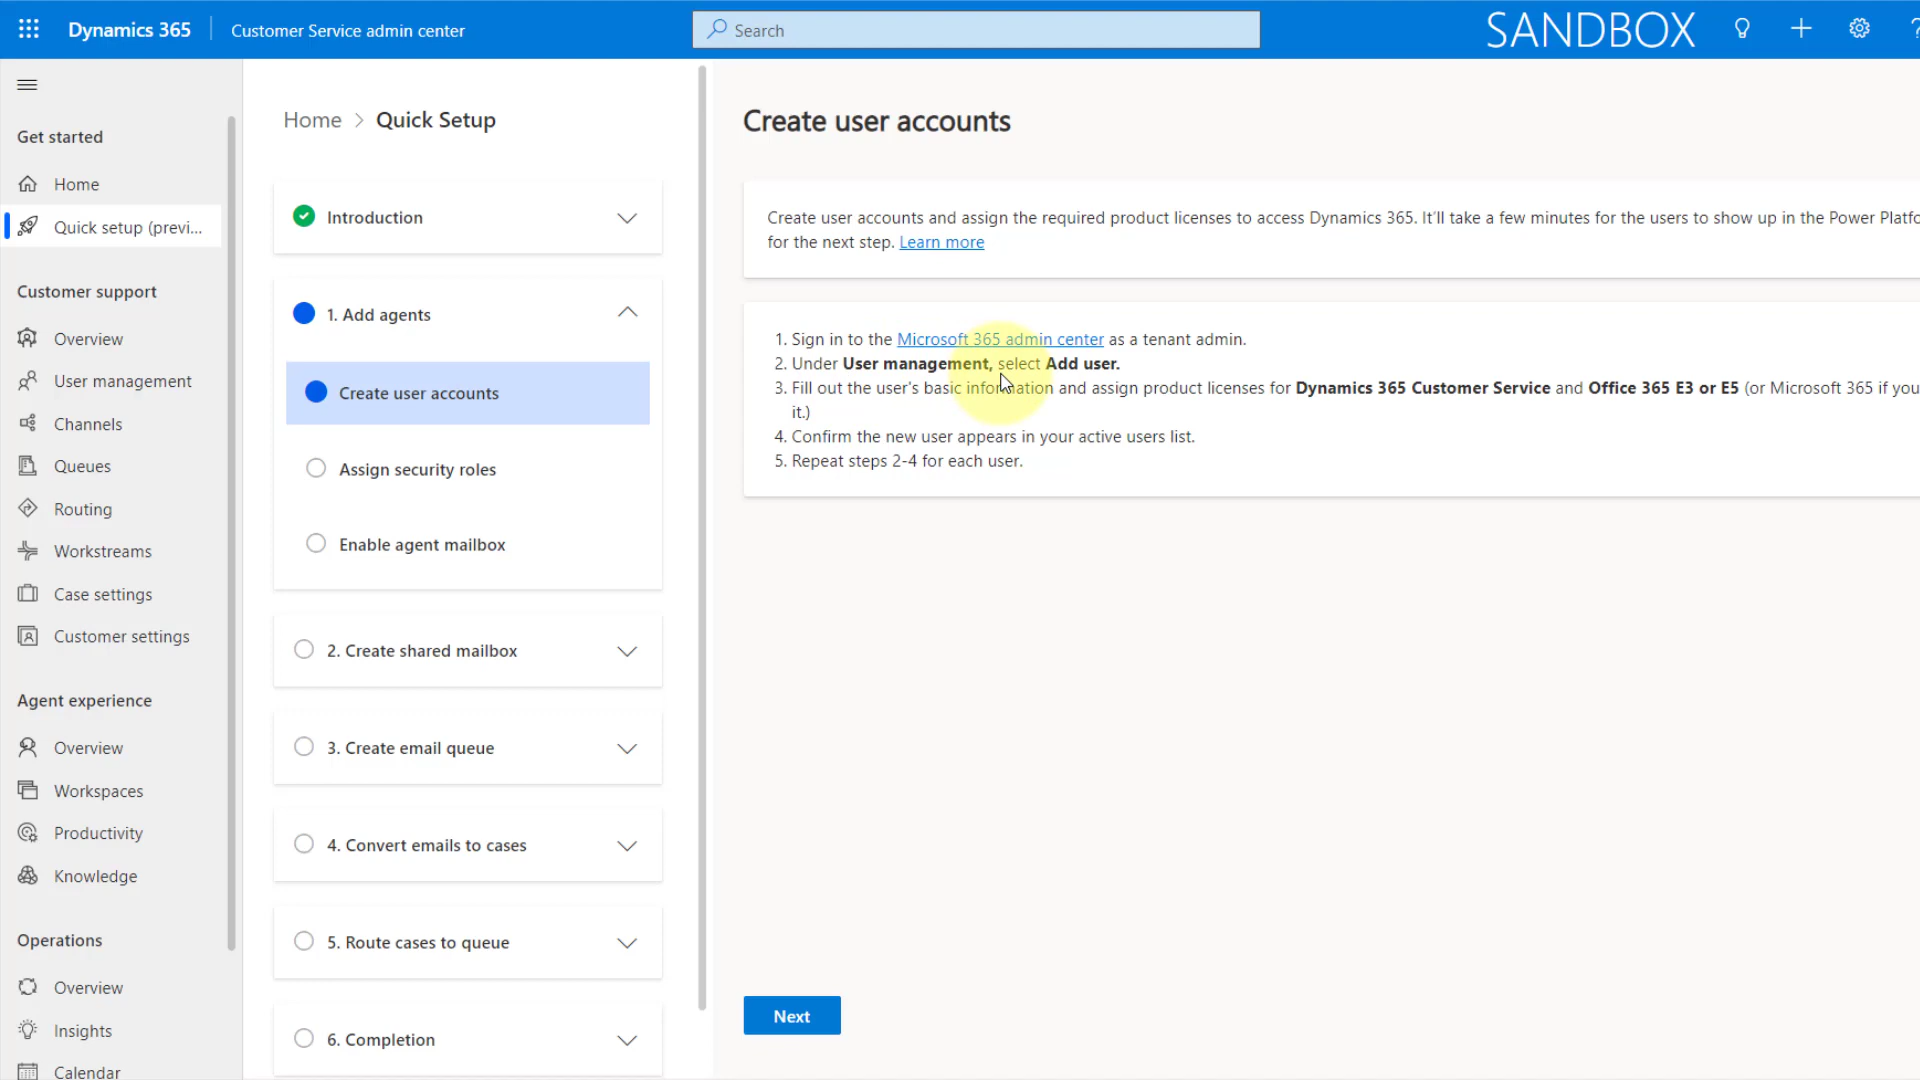 Dynamics 365
Customer Service admin center
Search
SANDBOX
Get started
Home
Quick setup (previ...
Customer support
Overview
User management
Channels
Queues
Routing
Workstreams
Case settings
Customer settings
Agent experience
Overview
Workspaces
Productivity
Knowledge
Operations
Overview
Insights
Calendar
Home > Quick Setup
Introduction
1. Add agents
Create user accounts
Assign security roles
Enable agent mailbox
2. Create shared mailbox
3. Create email queue
4. Convert emails to cases
5. Route cases to queue
6. Completion
Create user accounts
Create user accounts and assign the required product licenses to access Dynamics 365. It'll take a few minutes for the users to show up in the Power Platfo
for the next step. Learn more
1. Sign in to the Microsoft 365 admin center as a tenant admin.
2. Under User management, select Add user.
3. Fill out the user's basic information and assign product licenses for Dynamics 365 Customer Service and Office 365 E3 or E5 (or Microsoft 365 if you
it.)
4. Confirm the new user appears in your active users list.
5. Repeat steps 2-4 for each user.
Next